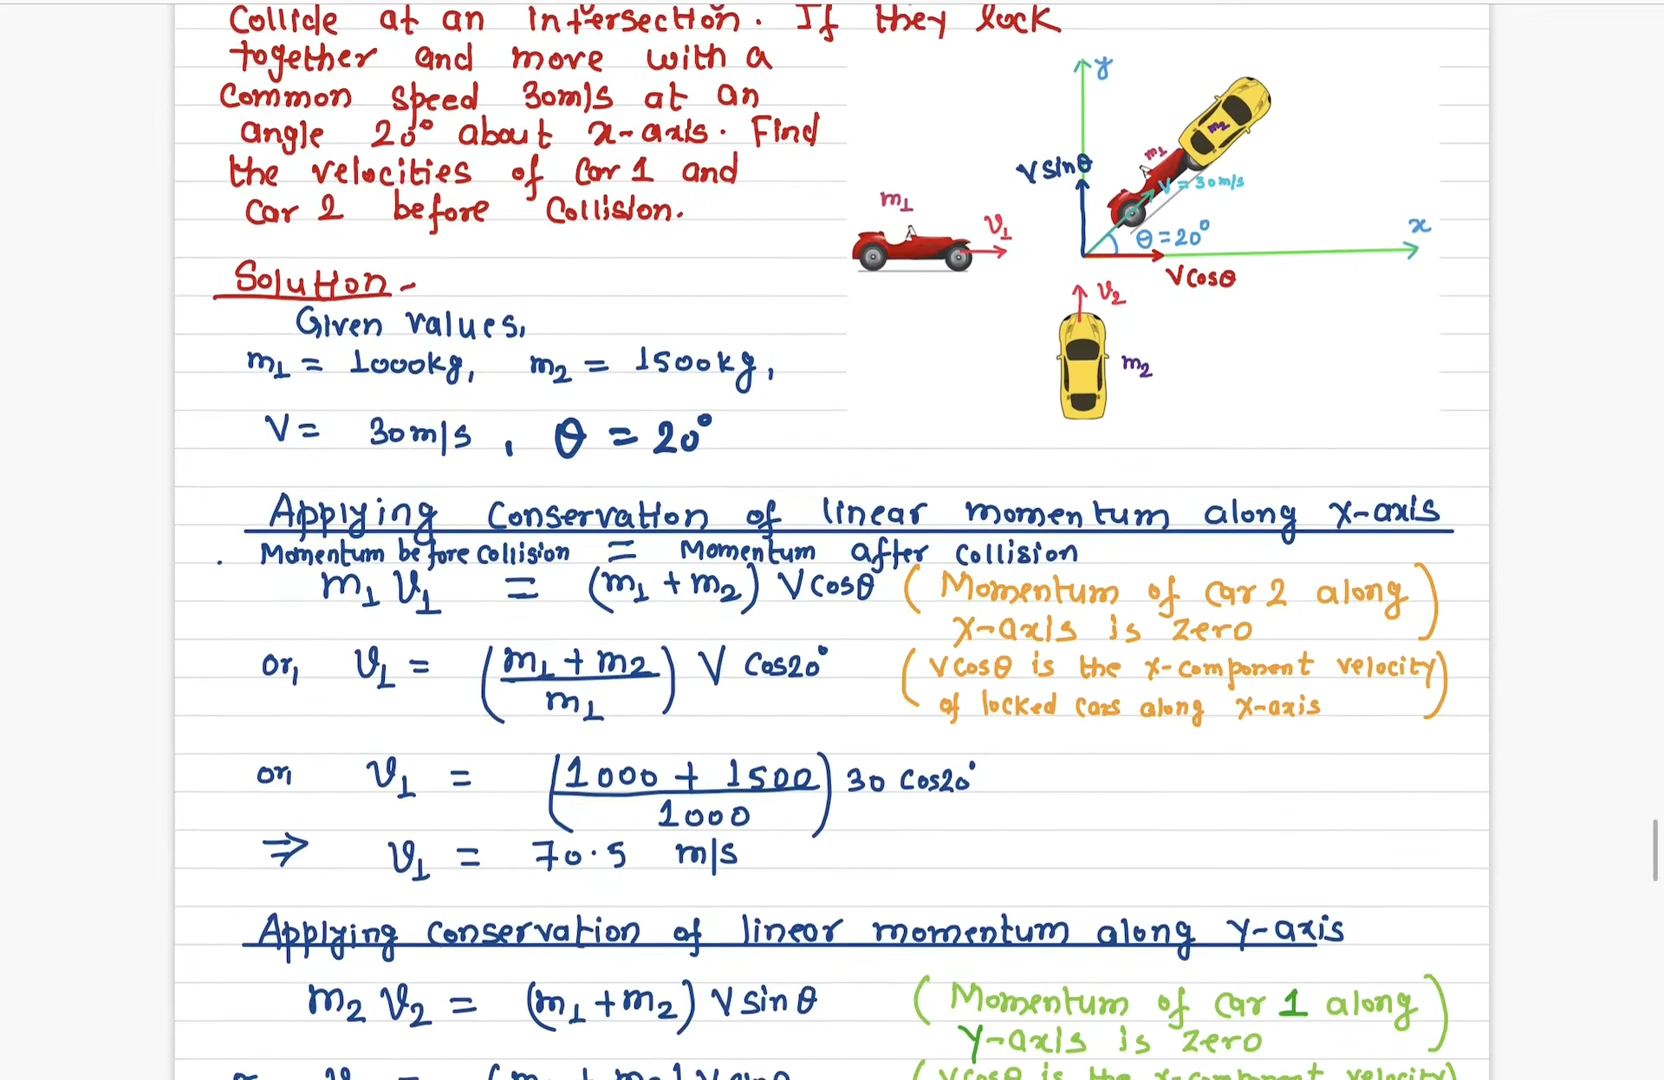 Collide at an intersection. If they lock
together and move with a
common speed 30m/s at an
angle 20° about x-axis. Find
the velocities of Car 1 and
Car 2 before Collision.
y
m2
m1
V sinθ
V = 30m/s
m1
v1
θ = 20°
x
V cosθ
v2
m2
Solution -
Given values,
m1 = 1000kg, m2 = 1500kg,
V = 30m/s , θ = 20°
Applying Conservation of linear momentum along X-axis
Momentum before collision = Momentum after collision
m1 v1 = (m1 + m2) V cosθ ( Momentum of car 2 along
X-axis is zero )
or, v1 = ( m1 + m2 / m1 ) V Cos20° ( V cosθ is the x-component velocity
of locked cars along X-axis )
or, v1 = ( 1000 + 1500 / 1000 ) 30 Cos20°
⇒ v1 = 70.5 m/s
Applying conservation of linear momentum along Y-axis
m2 v2 = (m1 + m2) V sinθ ( Momentum of car 1 along
Y-axis is zero )